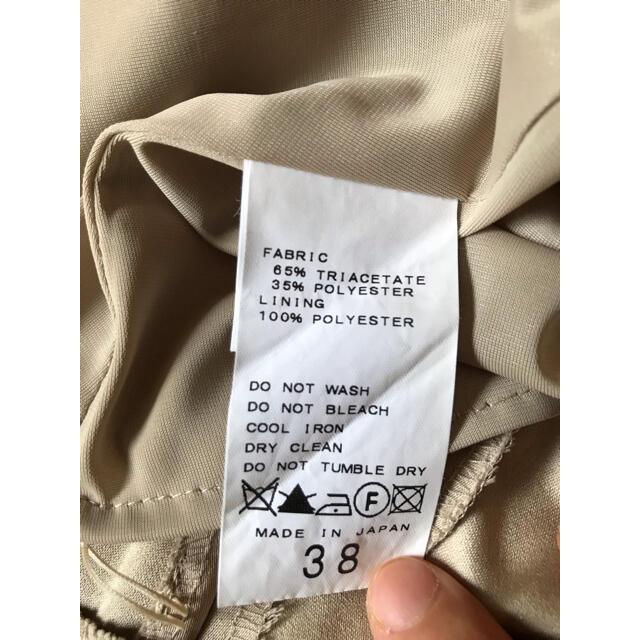 FABRIC
65% TRIACETATE
35% POLYESTER
LINING
100% POLYESTER
DO NOT WASH
DO NOT BLEACH
COOL IRON
DRY CLEAN
DO NOT TUMBLE DRY
F
MADE IN JAPAN
38